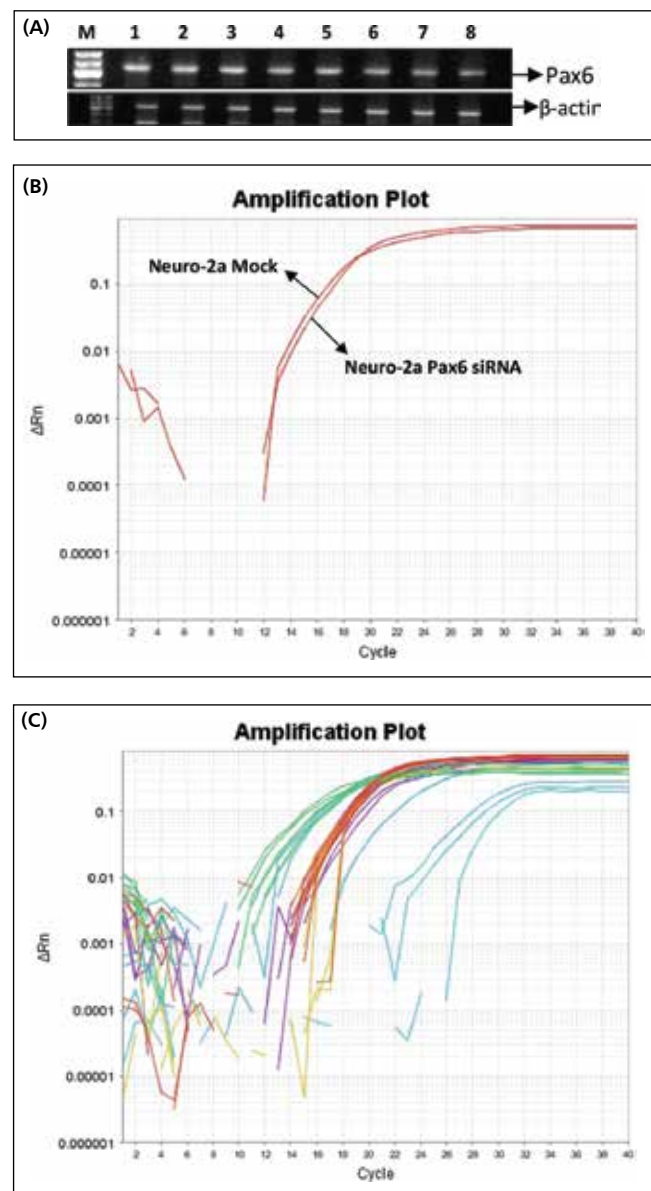 (A)
M 1 2 3 4 5 6 7 8
Pax6
β-actin
(B)
Amplification Plot
Neuro-2a Mock
Neuro-2a Pax6 siRNA
ΔRn
0.1
0.01
0.001
0.0001
0.00001
0.000001
2 4 6 8 10 12 14 16 18 20 22 24 26 28 30 32 34 36 38 40
Cycle
(C)
Amplification Plot
ΔRn
0.1
0.01
0.001
0.0001
0.00001
0.000001
2 4 6 8 10 12 14 16 18 20 22 24 26 28 30 32 34 36 38 40
Cycle